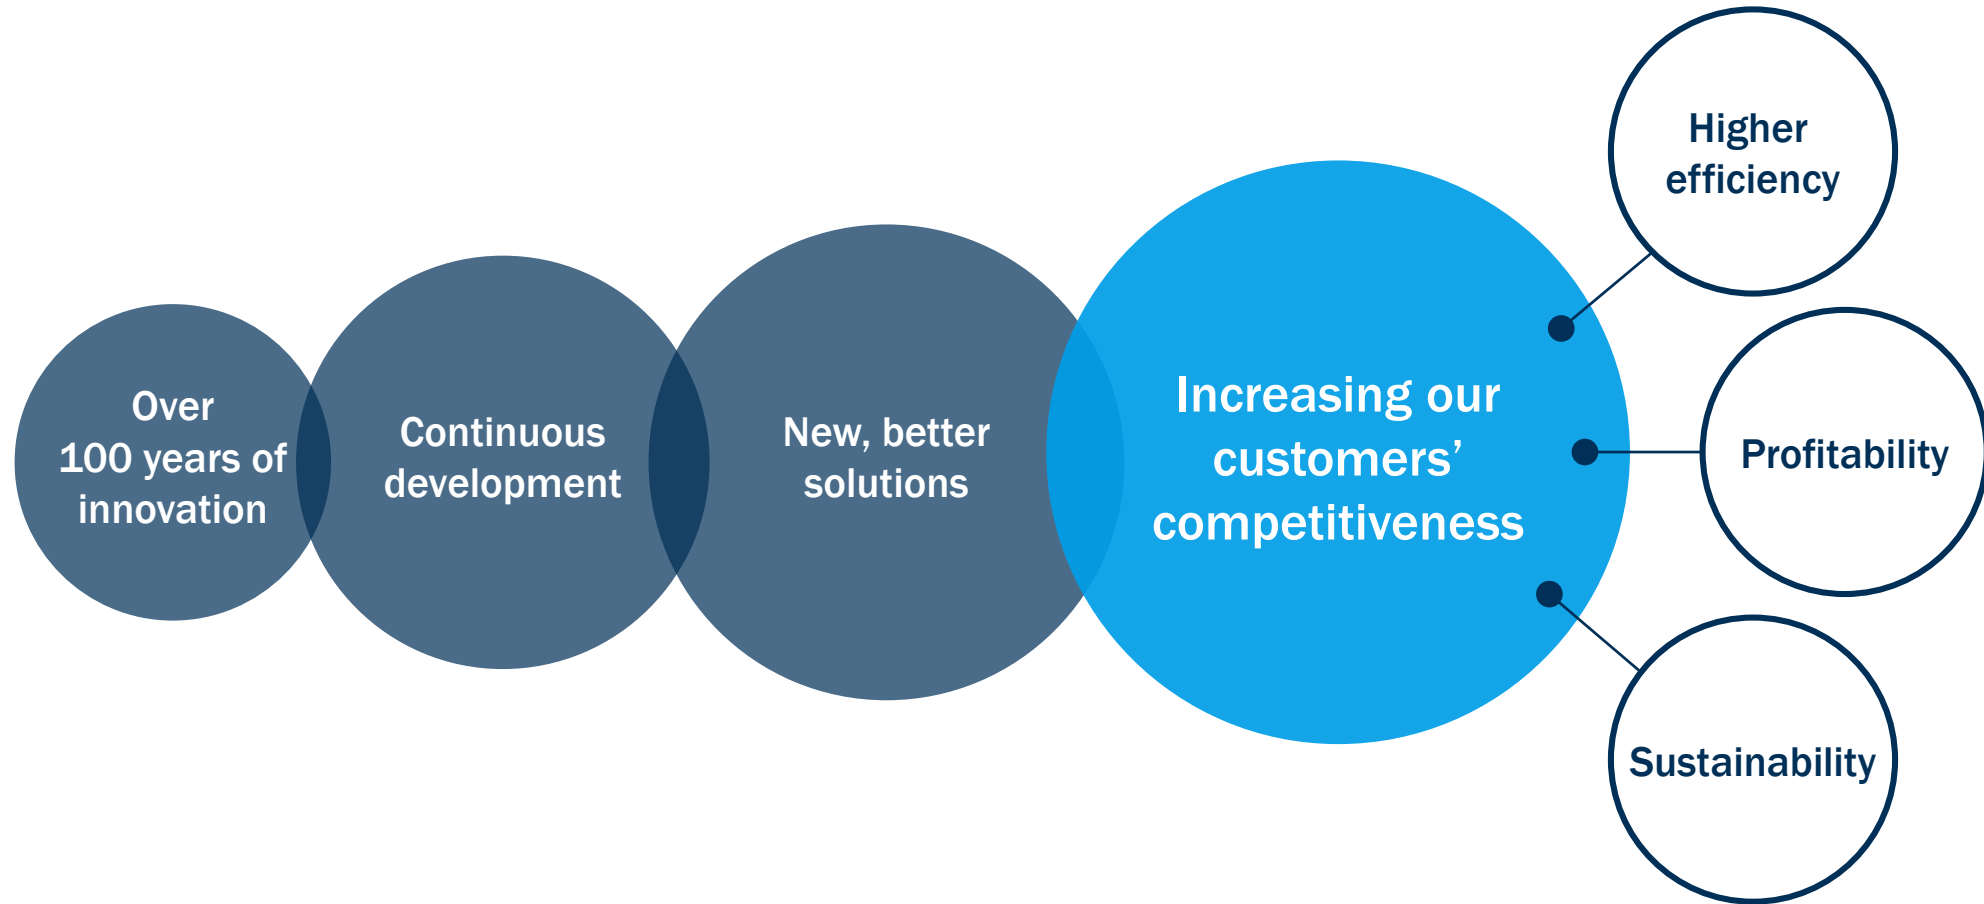 Over
100 years of
innovation
Continuous
development
New, better
solutions
Increasing our
customers’
competitiveness
Higher
efficiency
Profitability
Sustainability